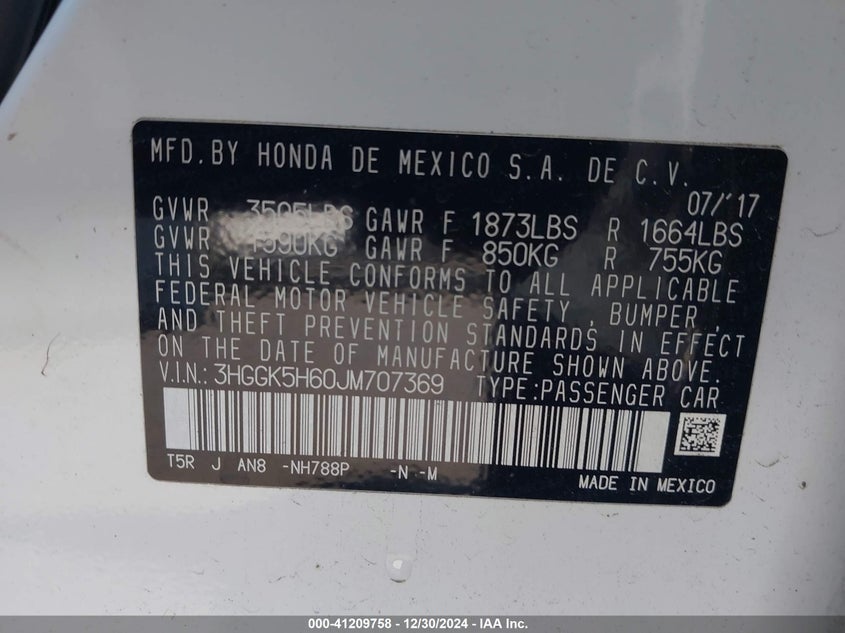 MFD.BY HONDA DE MEXICO S.A. DE C.V.
07/'17
GVWR 3505LBS GAWR F 1873LBS R 1664LBS
GVWR 1590KG GAWR F 850KG R 755KG
THIS VEHICLE CONFORMS TO ALL APPLICABLE
FEDERAL MOTOR VEHICLE SAFETY, BUMPER,
AND THEFT PREVENTION STANDARDS IN EFFECT
ON THE DATE OF MANUFACTURE SHOWN ABOVE.
V.I.N.: 3HGGK5H60JM707369 TYPE:PASSENGER CAR
T5R J AN8 -NH788P -N -M
MADE IN MEXICO
000-41209758 - 12/30/2024 - IAA Inc.